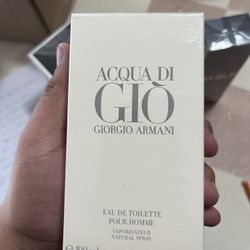 ACQUA DI
GIÒ
GIORGIO ARMANI
EAU DE TOILETTE
POUR HOMME
VAPORISATEUR
NATURAL SPRAY